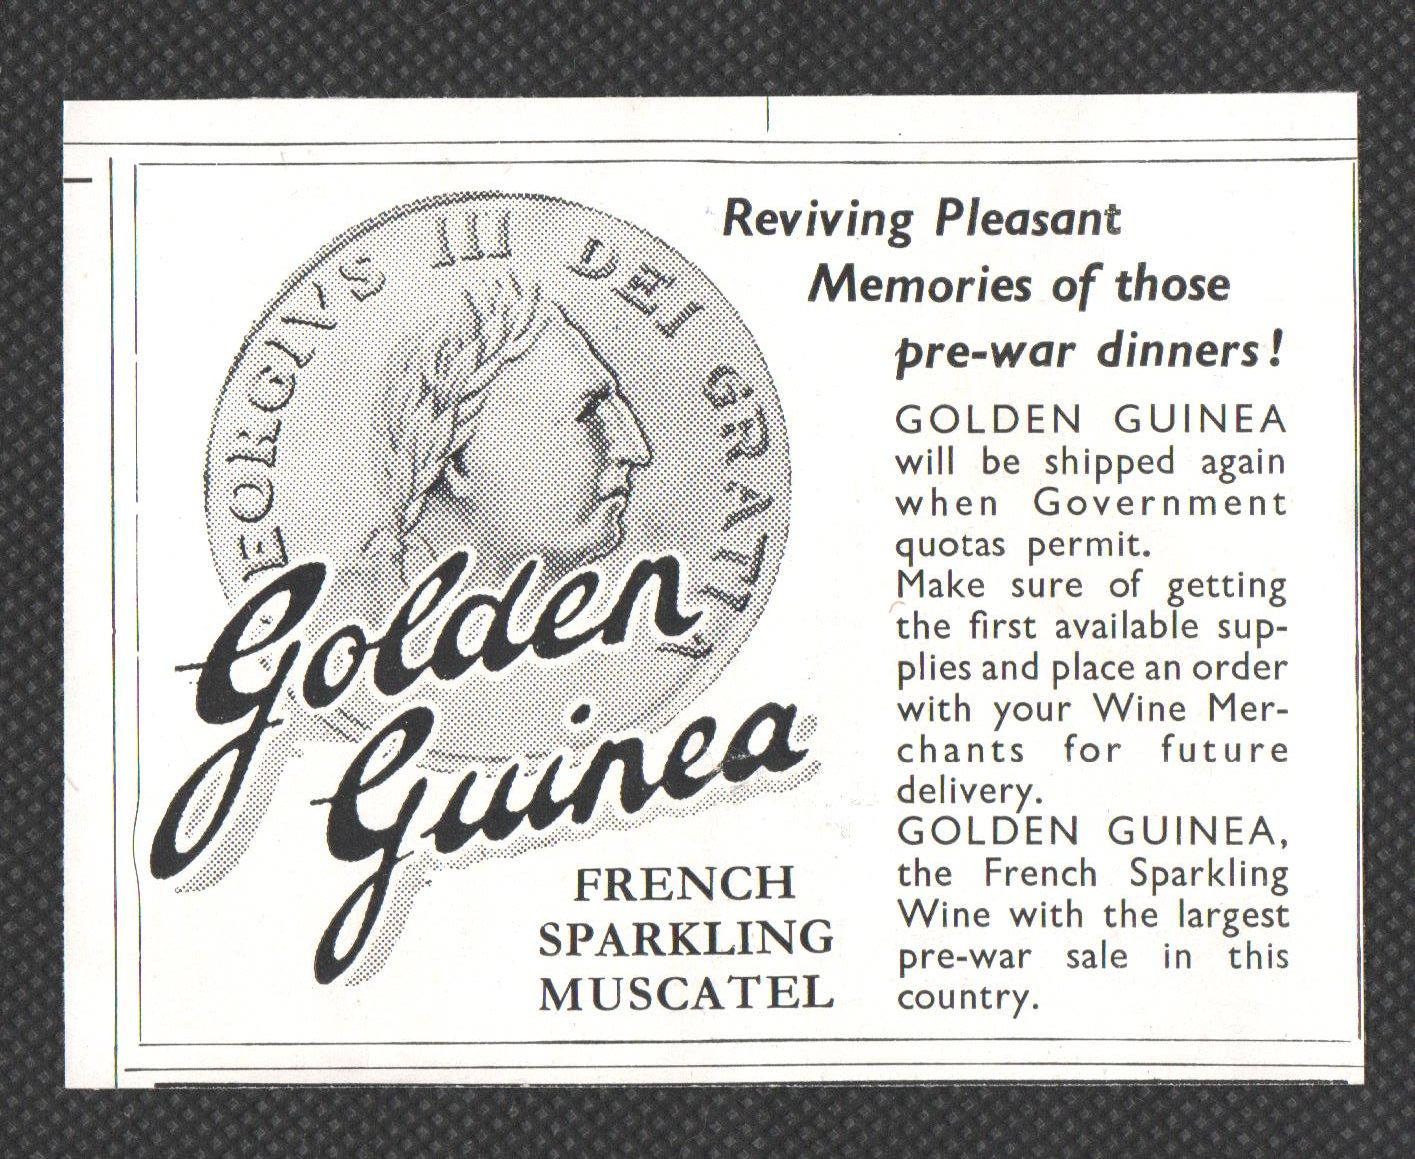 EORGIVS III DEI GRATI
Golden
Guinea
FRENCH
SPARKLING
MUSCATEL
Reviving Pleasant
Memories of those
pre-war dinners!
GOLDEN GUINEA
will be shipped again
when Government
quotas permit.
Make sure of getting
the first available sup-
plies and place an order
with your Wine Mer-
chants for future
delivery.
GOLDEN GUINEA,
the French Sparkling
Wine with the largest
pre-war sale in this
country.